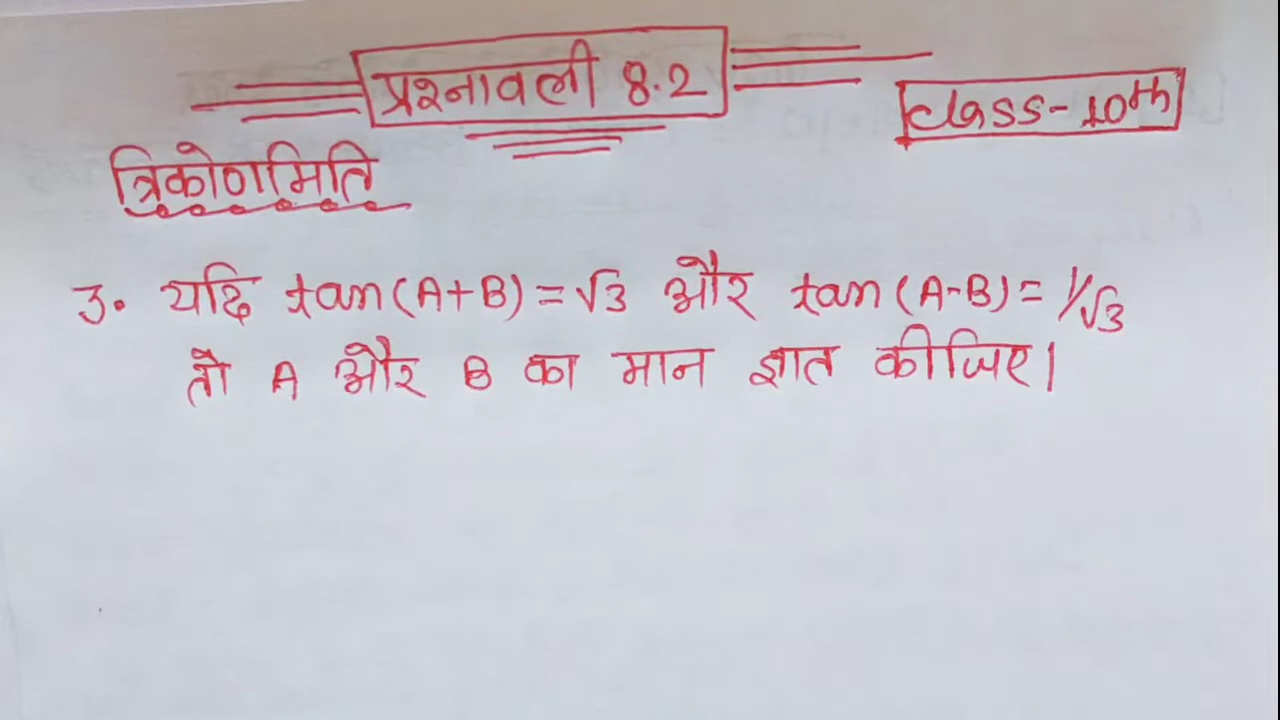 प्रश्नावली 8.2
class-10th
त्रिकोणमिति
3. यदि tan(A+B)=√3 और tan(A-B)=1/√3
तो A और B का मान ज्ञात कीजिए।